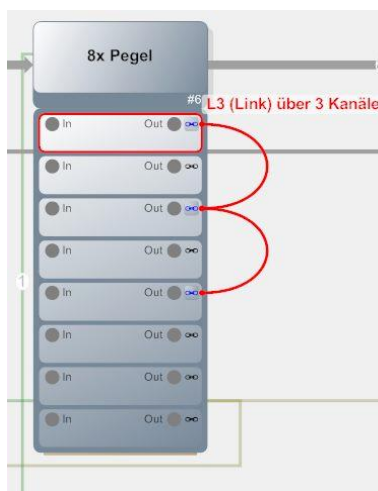 8x Pegel
#6
L3 (Link) über 3 Kanäle
In Out
In Out
In Out
In Out
1
In Out
In Out
In Out
In Out